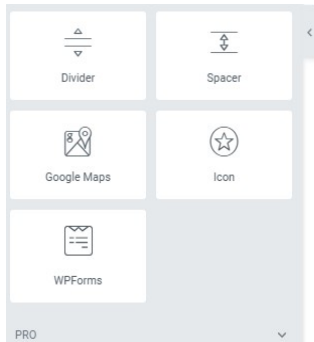 Divider
Spacer
Google Maps
Icon
WPForms
PRO